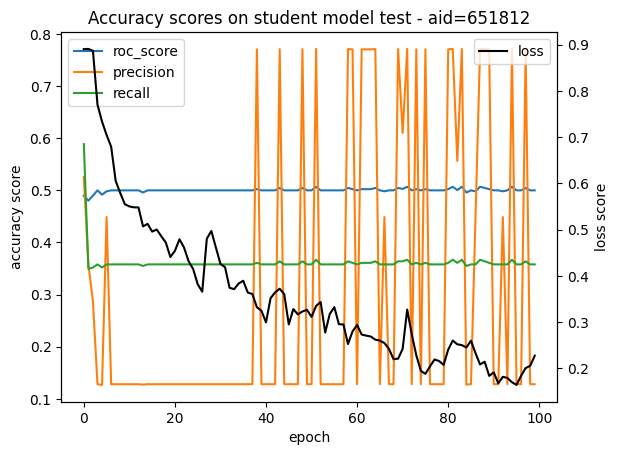 Accuracy scores on student model test - aid=651812
roc_score
precision
recall
loss
accuracy score
0.8
0.7
0.6
0.5
0.4
0.3
0.2
0.1
0.9
0.8
0.7
0.6
0.5
0.4
0.3
0.2
loss score
0
20
40
60
80
100
epoch